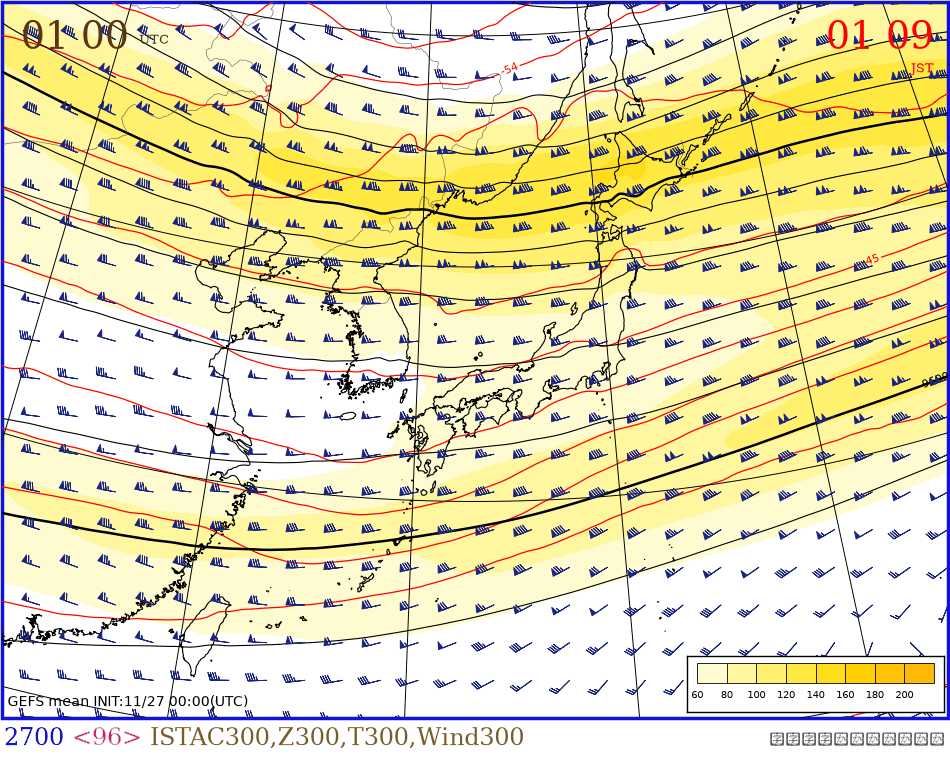 01 00 UTC
01 09
JST
-54
-45
9600
60 80 100 120 140 160 180 200
GEFS mean INIT:11/27 00:00(UTC)
2700 <96> ISTAC300,Z300,T300,Wind300